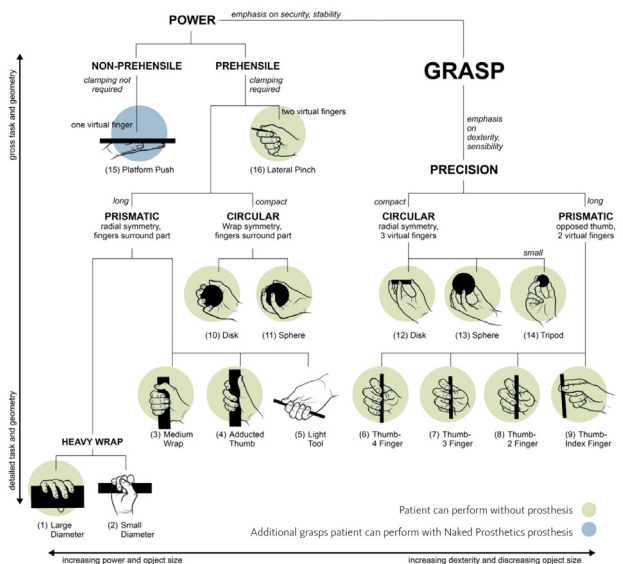 POWER
emphasis on security, stability
NON-PREHENSILE
clamping not
required
PREHENSILE
clamping
required
GRASP
one virtual finger
two virtual fingers
(15) Platform Push
(16) Lateral Pinch
emphasis
on
dexterity,
sensibility
PRECISION
long
PRISMATIC
radial symmetry,
fingers surround part
compact
CIRCULAR
Wrap symmetry,
fingers surround part
compact
CIRCULAR
radial symmetry,
3 virtual fingers
long
PRISMATIC
opposed thumb,
2 virtual fingers
small
(10) Disk
(11) Sphere
(12) Disk
(13) Sphere
(14) Tripod
(3) Medium
Wrap
(4) Adducted
Thumb
(5) Light
Tool
(6) Thumb-
4 Finger
(7) Thumb-
3 Finger
(8) Thumb-
2 Finger
(9) Thumb-
Index Finger
HEAVY WRAP
(1) Large
Diameter
(2) Small
Diameter
Patient can perform without prosthesis
Additional grasps patient can perform with Naked Prosthetics prosthesis
gross task and geometry
detailed task and geometry
increasing power and opject size
increasing dexterity and discreasing object size